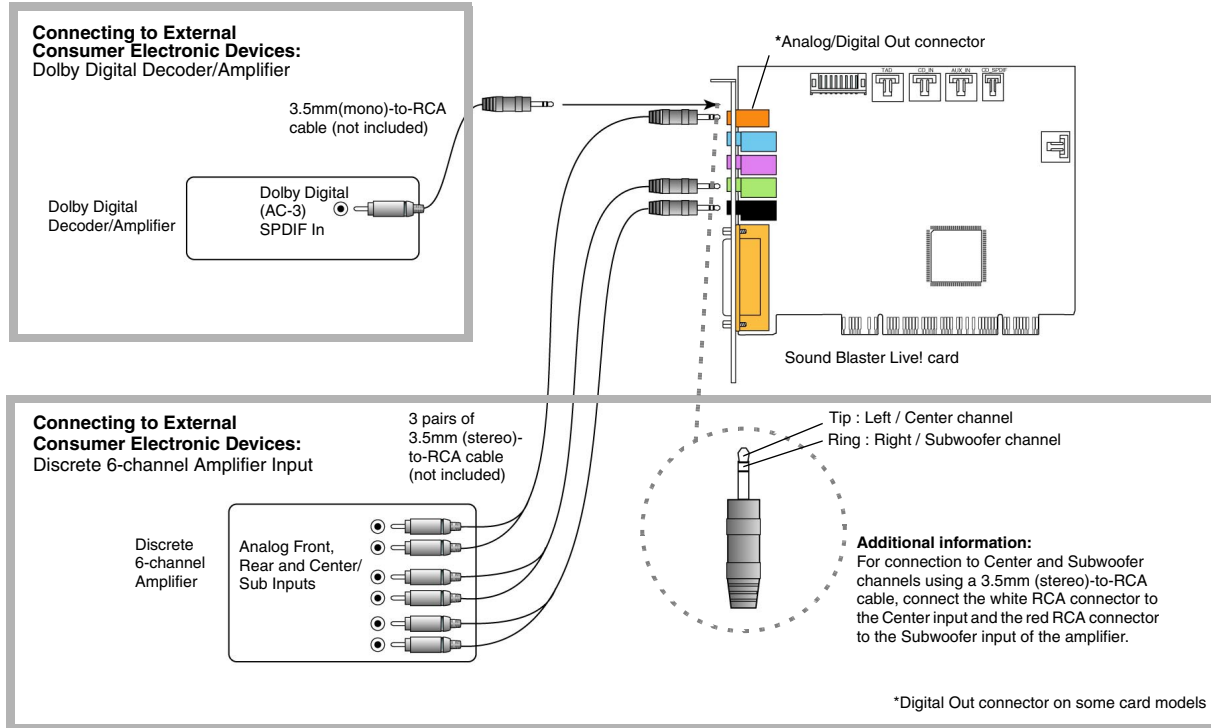 Connecting to External
Consumer Electronic Devices:
Dolby Digital Decoder/Amplifier
3.5mm(mono)-to-RCA
cable (not included)
Dolby Digital
Decoder/Amplifier
Dolby Digital
(AC-3)
SPDIF In
*Analog/Digital Out connector
TAD
CD_IN
AUX_IN
CD_SPDIF
Sound Blaster Live! card
Connecting to External
Consumer Electronic Devices:
Discrete 6-channel Amplifier Input
3 pairs of
3.5mm (stereo)-
to-RCA cable
(not included)
Discrete
6-channel
Amplifier
Analog Front,
Rear and Center/
Sub Inputs
Tip : Left / Center channel
Ring : Right / Subwoofer channel
Additional information:
For connection to Center and Subwoofer
channels using a 3.5mm (stereo)-to-RCA
cable, connect the white RCA connector to
the Center input and the red RCA connector
to the Subwoofer input of the amplifier.
*Digital Out connector on some card models